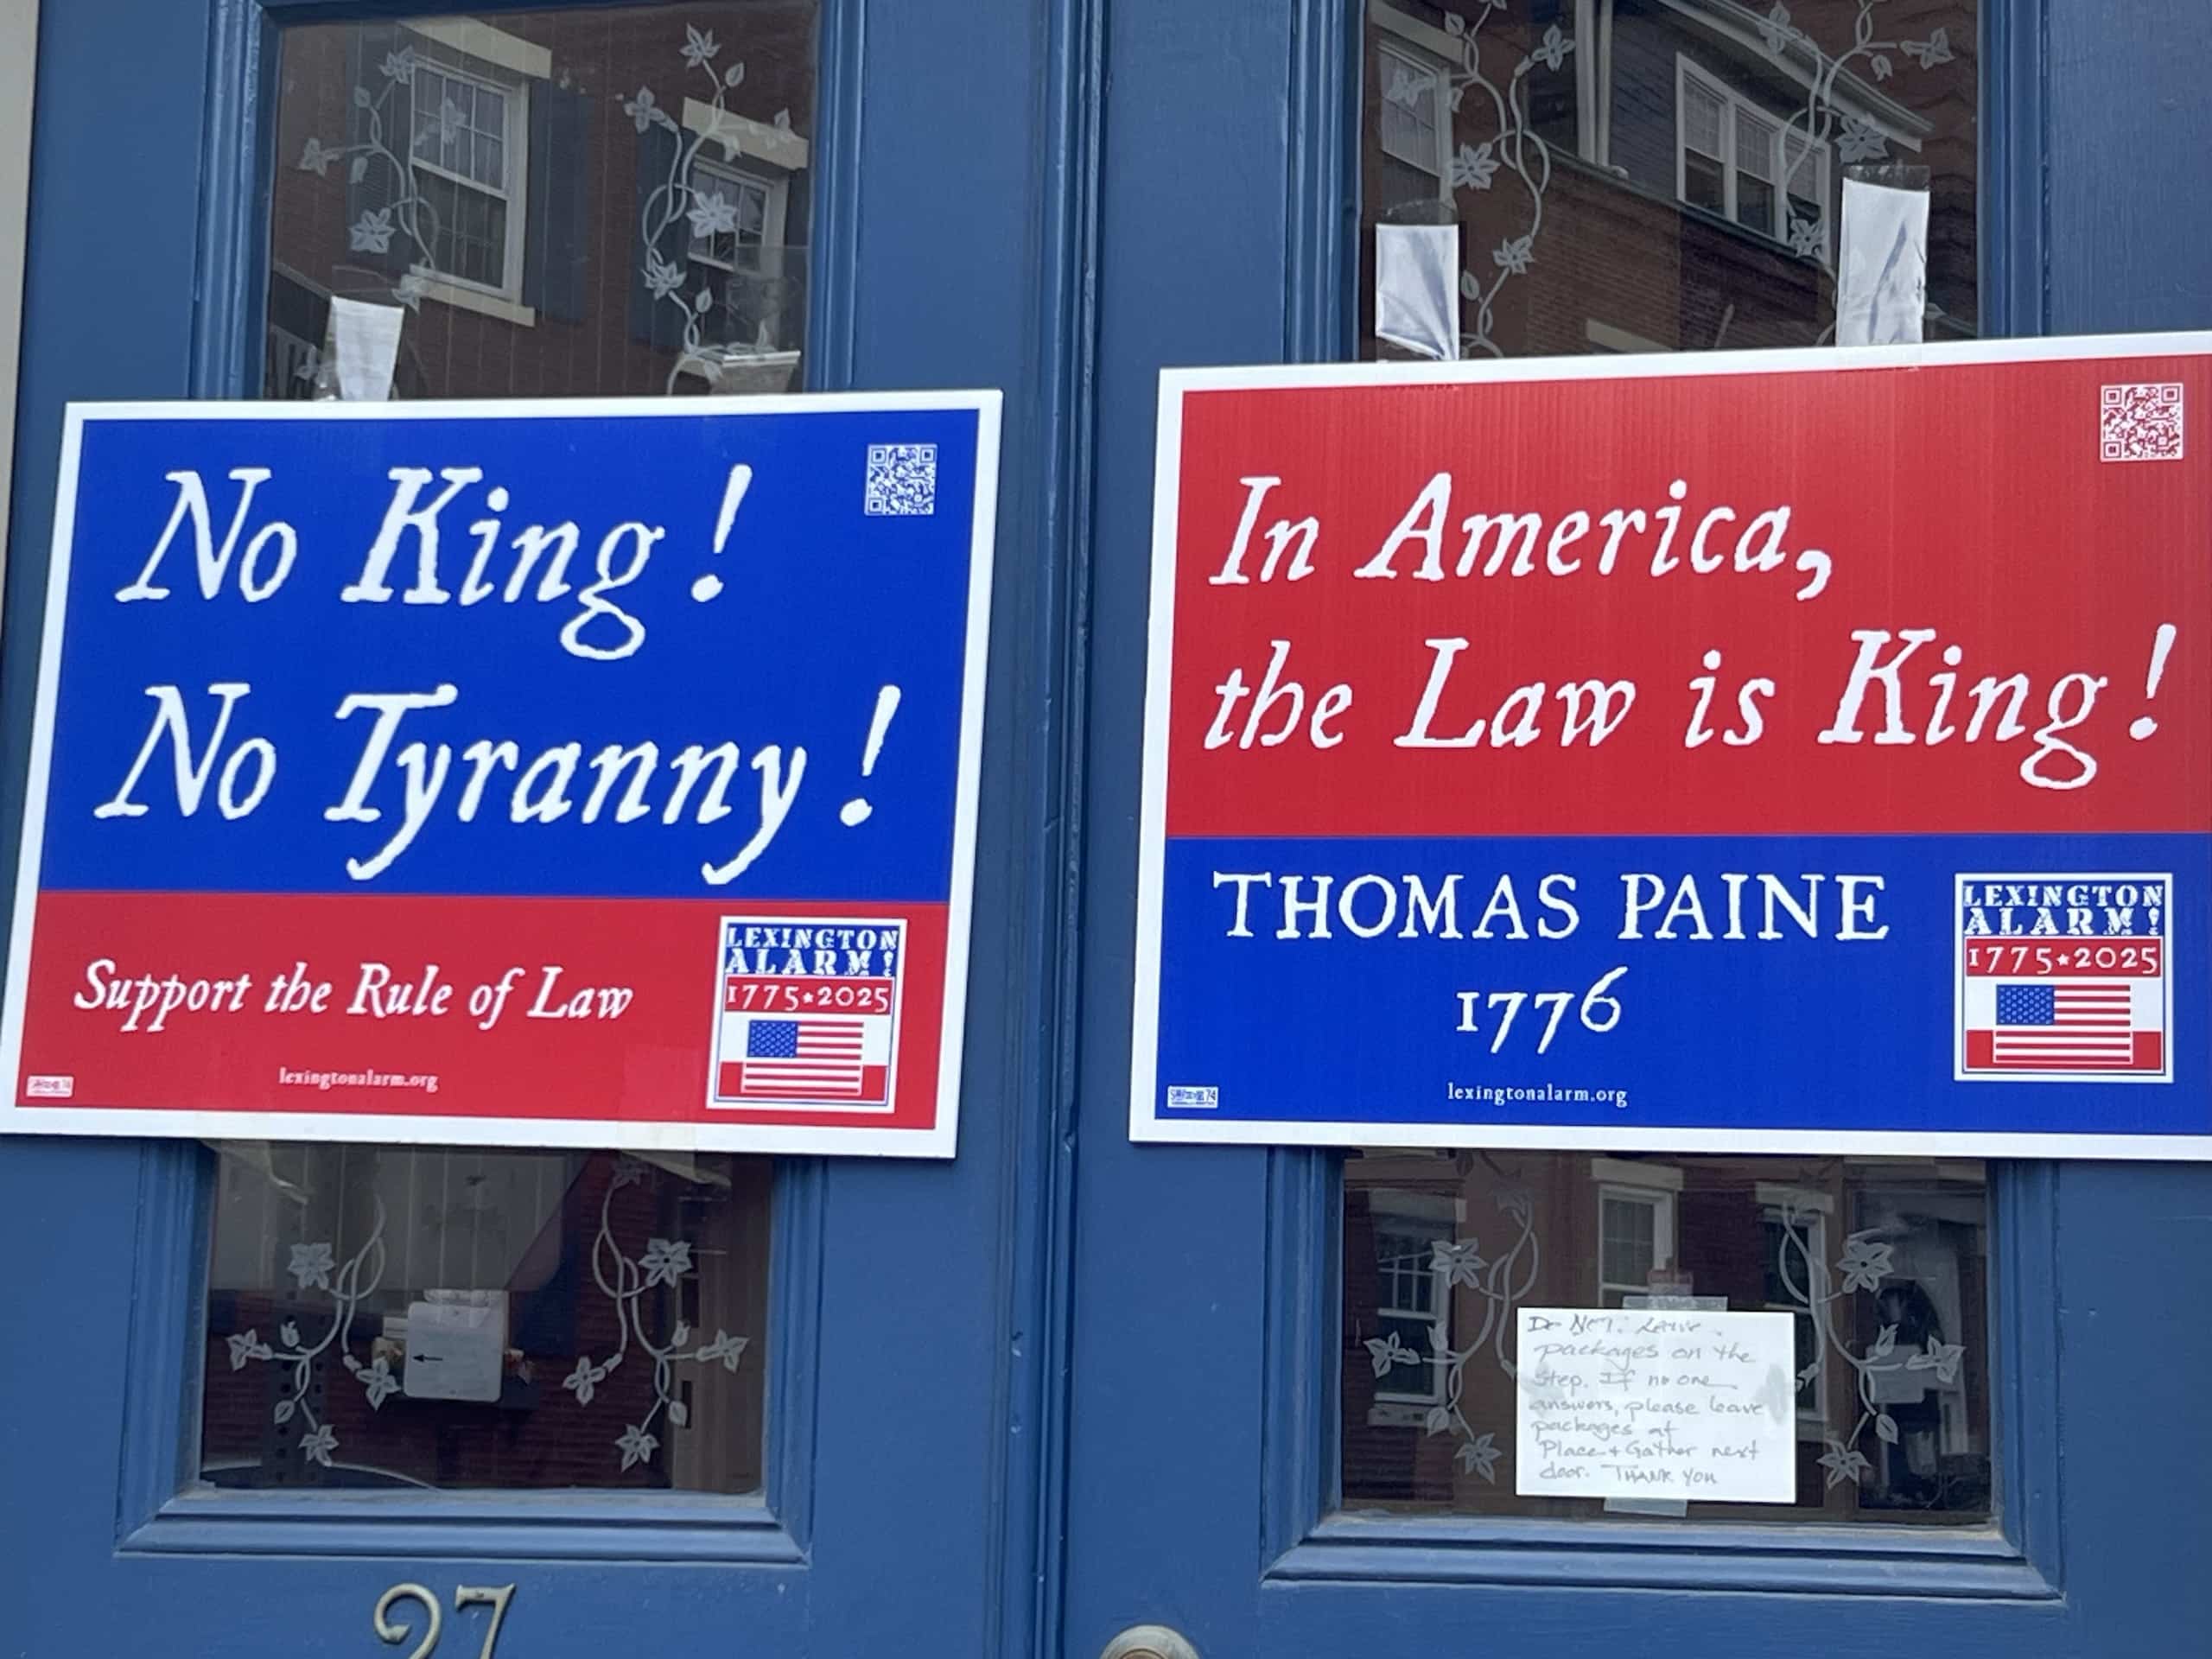 No King!
No Tyranny!
Support the Rule of Law
LEXINGTON
ALARM!
1775★2025
lexingtonalarm.org
In America,
the Law is King!
THOMAS PAINE
1776
LEXINGTON
ALARM!
1775★2025
lexingtonalarm.org
Do NOT. Leave
packages on the
step. If no one
answers, please leave
packages at
Place + Gather next
door. THANK YOU
27